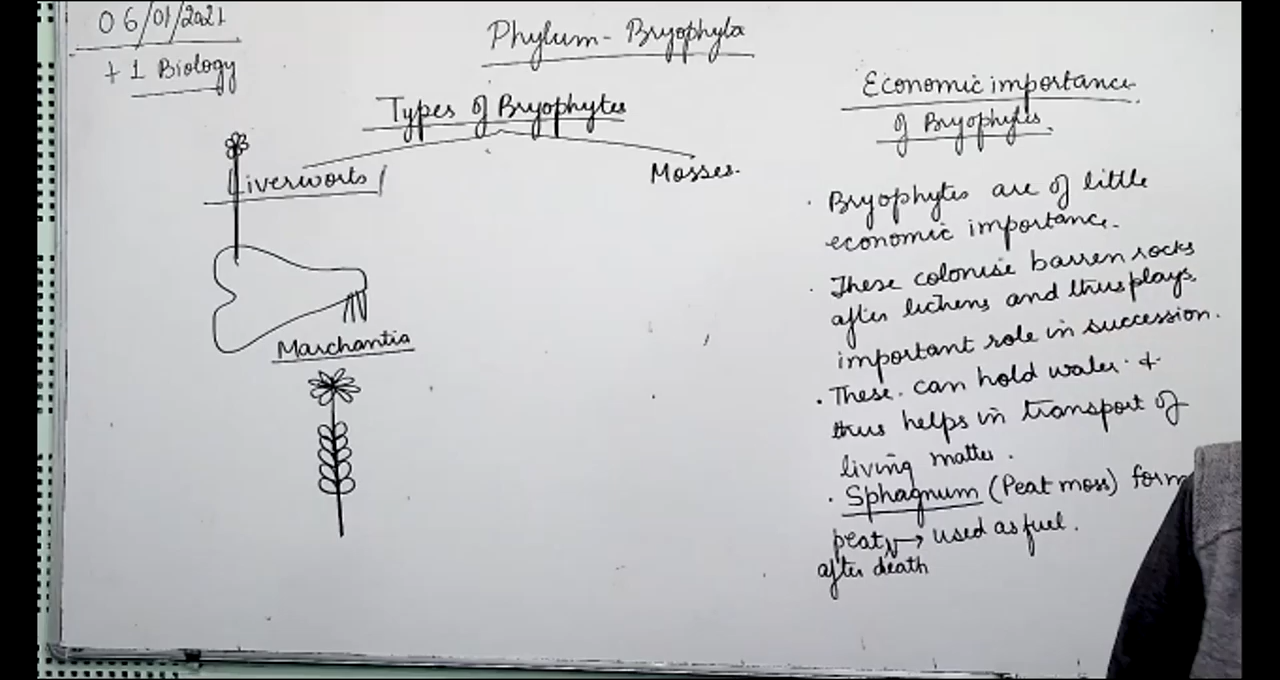 06/01/2021
+1 Biology
Phylum - Bryophyta
Types of Bryophytes
Liverworts
Mosses.
Marchantia
Economic importance
of Bryophytes.
· Bryophytes are of little
economic importance.
· These colonise barren rocks
after lichens and thus plays
important role in succession.
· These can hold water &
thus helps in transport of
living matter.
· Sphagnum (Peat moss) form
peat → used as fuel.
after death